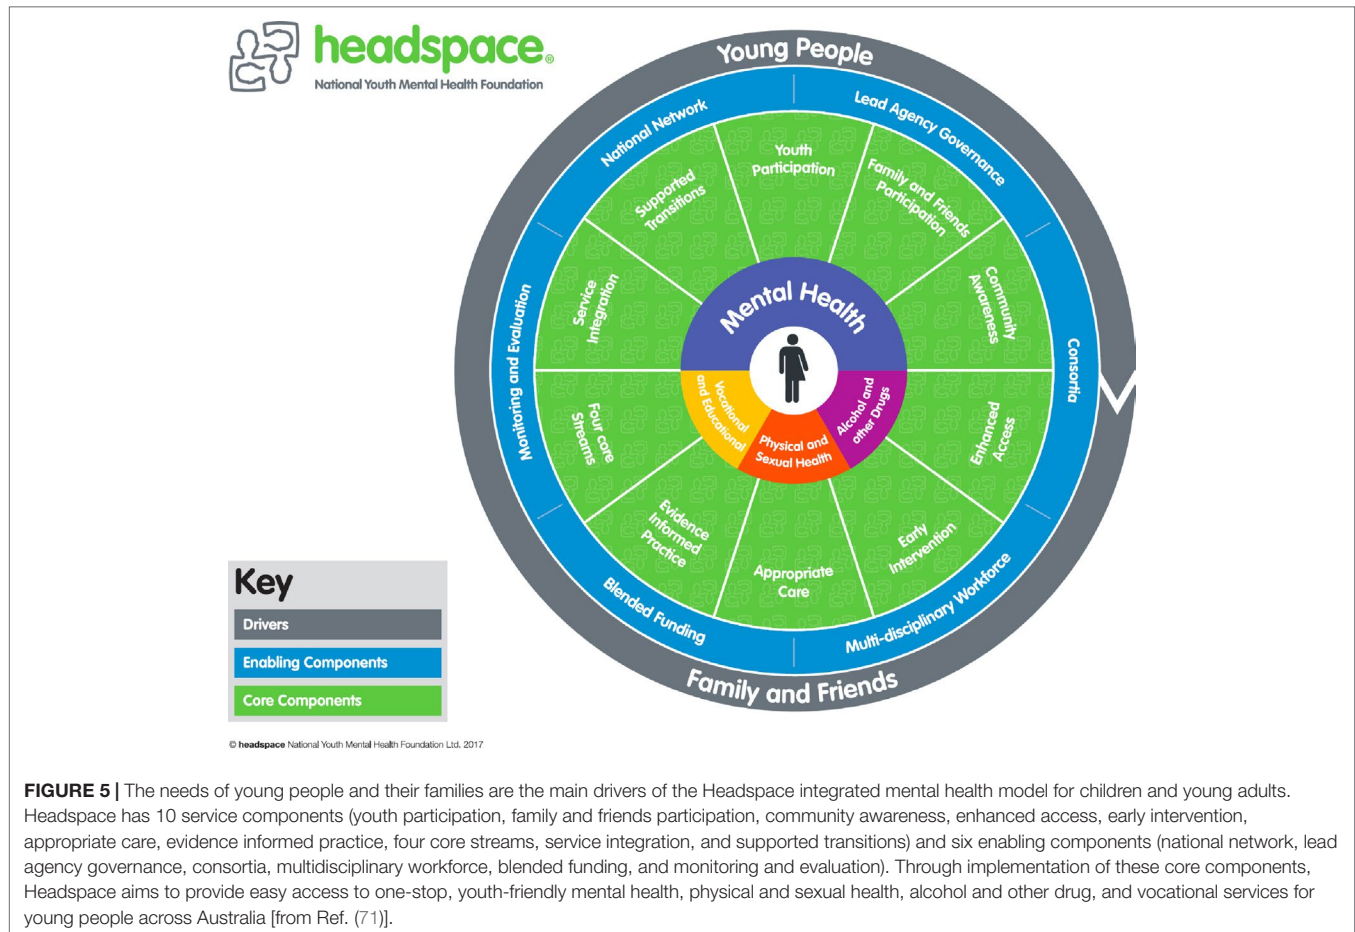 headspace®
National Youth Mental Health Foundation
Young People
National Network
Lead Agency Governance
Consortia
Multi-disciplinary Workforce
Blended Funding
Monitoring and Evaluation
Youth
Participation
Family and Friends
Participation
Community
Awareness
Enhanced
Access
Early
Intervention
Appropriate
Care
Evidence
Informed
Practice
Four core
Streams
Service
Integration
Supported
Transitions
Mental Health
Alcohol and
other Drugs
Physical and
Sexual Health
Vocational
and Educational
Family and Friends
Key
Drivers
Enabling Components
Core Components
© headspace National Youth Mental Health Foundation Ltd. 2017
FIGURE 5 | The needs of young people and their families are the main drivers of the Headspace integrated mental health model for children and young adults.
Headspace has 10 service components (youth participation, family and friends participation, community awareness, enhanced access, early intervention,
appropriate care, evidence informed practice, four core streams, service integration, and supported transitions) and six enabling components (national network, lead
agency governance, consortia, multidisciplinary workforce, blended funding, and monitoring and evaluation). Through implementation of these core components,
Headspace aims to provide easy access to one-stop, youth-friendly mental health, physical and sexual health, alcohol and other drug, and vocational services for
young people across Australia [from Ref. (71)].